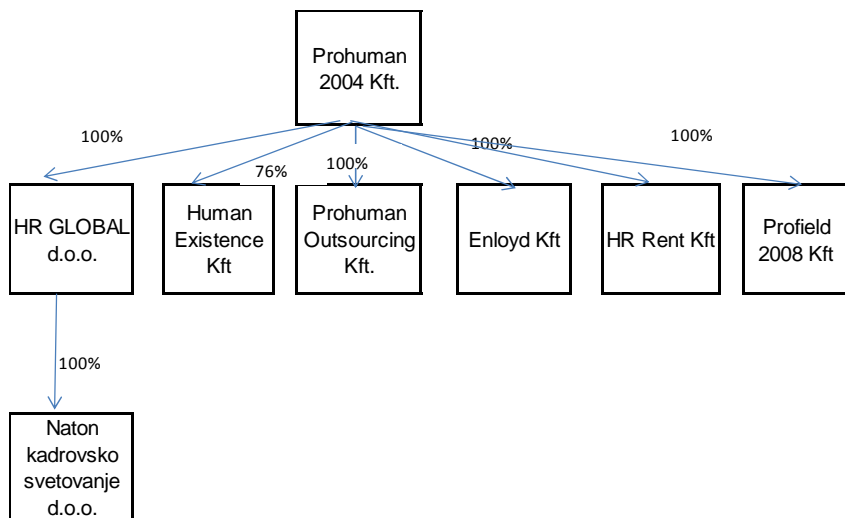 Prohuman
2004 Kft.
100%
76%
100%
100%
100%
HR GLOBAL
d.o.o.
Human
Existence
Kft
Prohuman
Outsourcing
Kft.
Enloyd Kft
HR Rent Kft
Profield
2008 Kft
100%
Naton
kadrovsko
svetovanje
d.o.o.